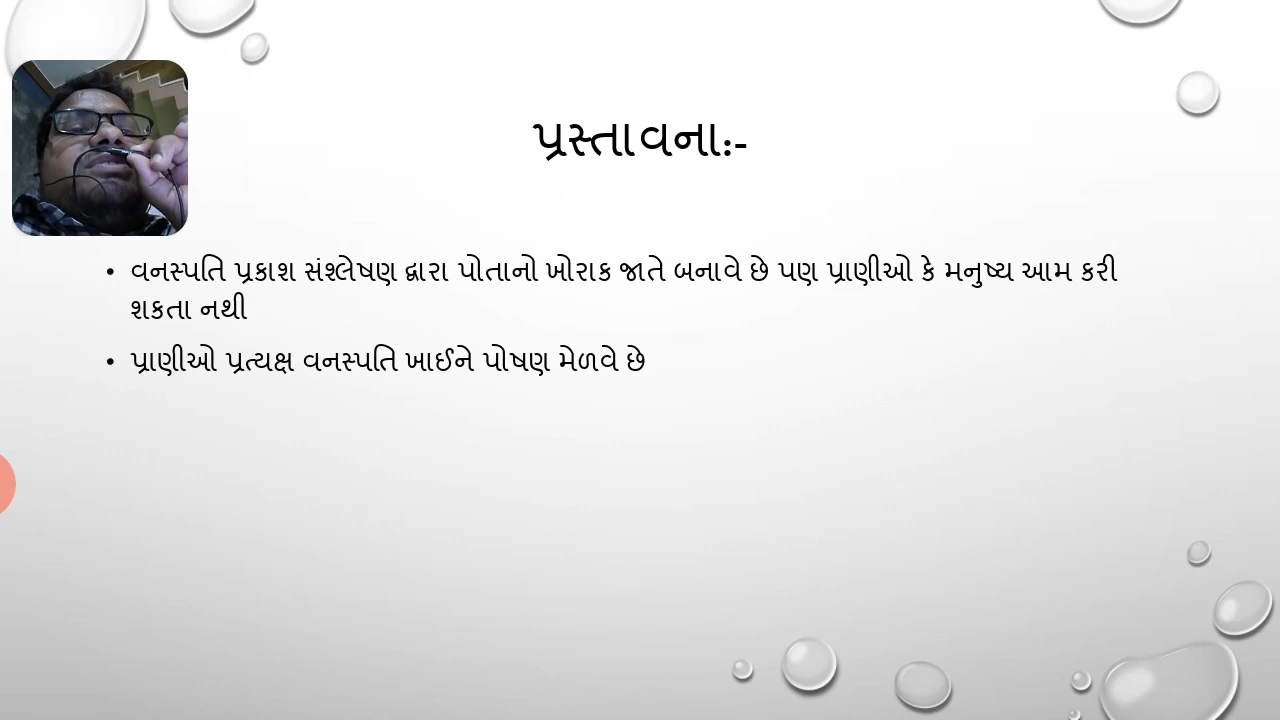 પ્રસ્તાવના:-
• વનસ્પતિ પ્રકાશ સંશ્લેષણ દ્વારા પોતાનો ખોરાક જાતે બનાવે છે પણ પ્રાણીઓ કે મનુષ્ય આમ કરી
શકતા નથી
• પ્રાણીઓ પ્રત્યક્ષ વનસ્પતિ ખાઈને પોષણ મેળવે છે